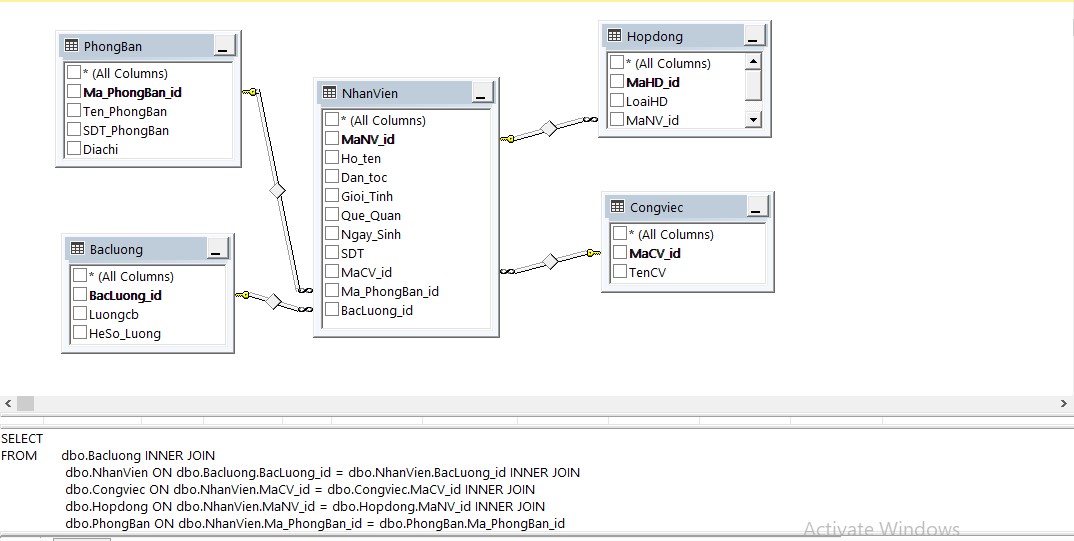 PhongBan
* (All Columns)
Ma_PhongBan_id
Ten_PhongBan
SDT_PhongBan
Diachi
Bacluong
* (All Columns)
BacLuong_id
Luongcb
HeSo_Luong
NhanVien
* (All Columns)
MaNV_id
Ho_ten
Dan_toc
Gioi_Tinh
Que_Quan
Ngay_Sinh
SDT
MaCV_id
Ma_PhongBan_id
BacLuong_id
Hopdong
* (All Columns)
MaHD_id
LoaiHD
MaNV_id
Congviec
* (All Columns)
MaCV_id
TenCV
SELECT
FROM dbo.Bacluong INNER JOIN
dbo.NhanVien ON dbo.Bacluong.BacLuong_id = dbo.NhanVien.BacLuong_id INNER JOIN
dbo.Congviec ON dbo.NhanVien.MaCV_id = dbo.Congviec.MaCV_id INNER JOIN
dbo.Hopdong ON dbo.NhanVien.MaNV_id = dbo.Hopdong.MaNV_id INNER JOIN
dbo.PhongBan ON dbo.NhanVien.Ma_PhongBan_id = dbo.PhongBan.Ma_PhongBan_id
Activate Windows